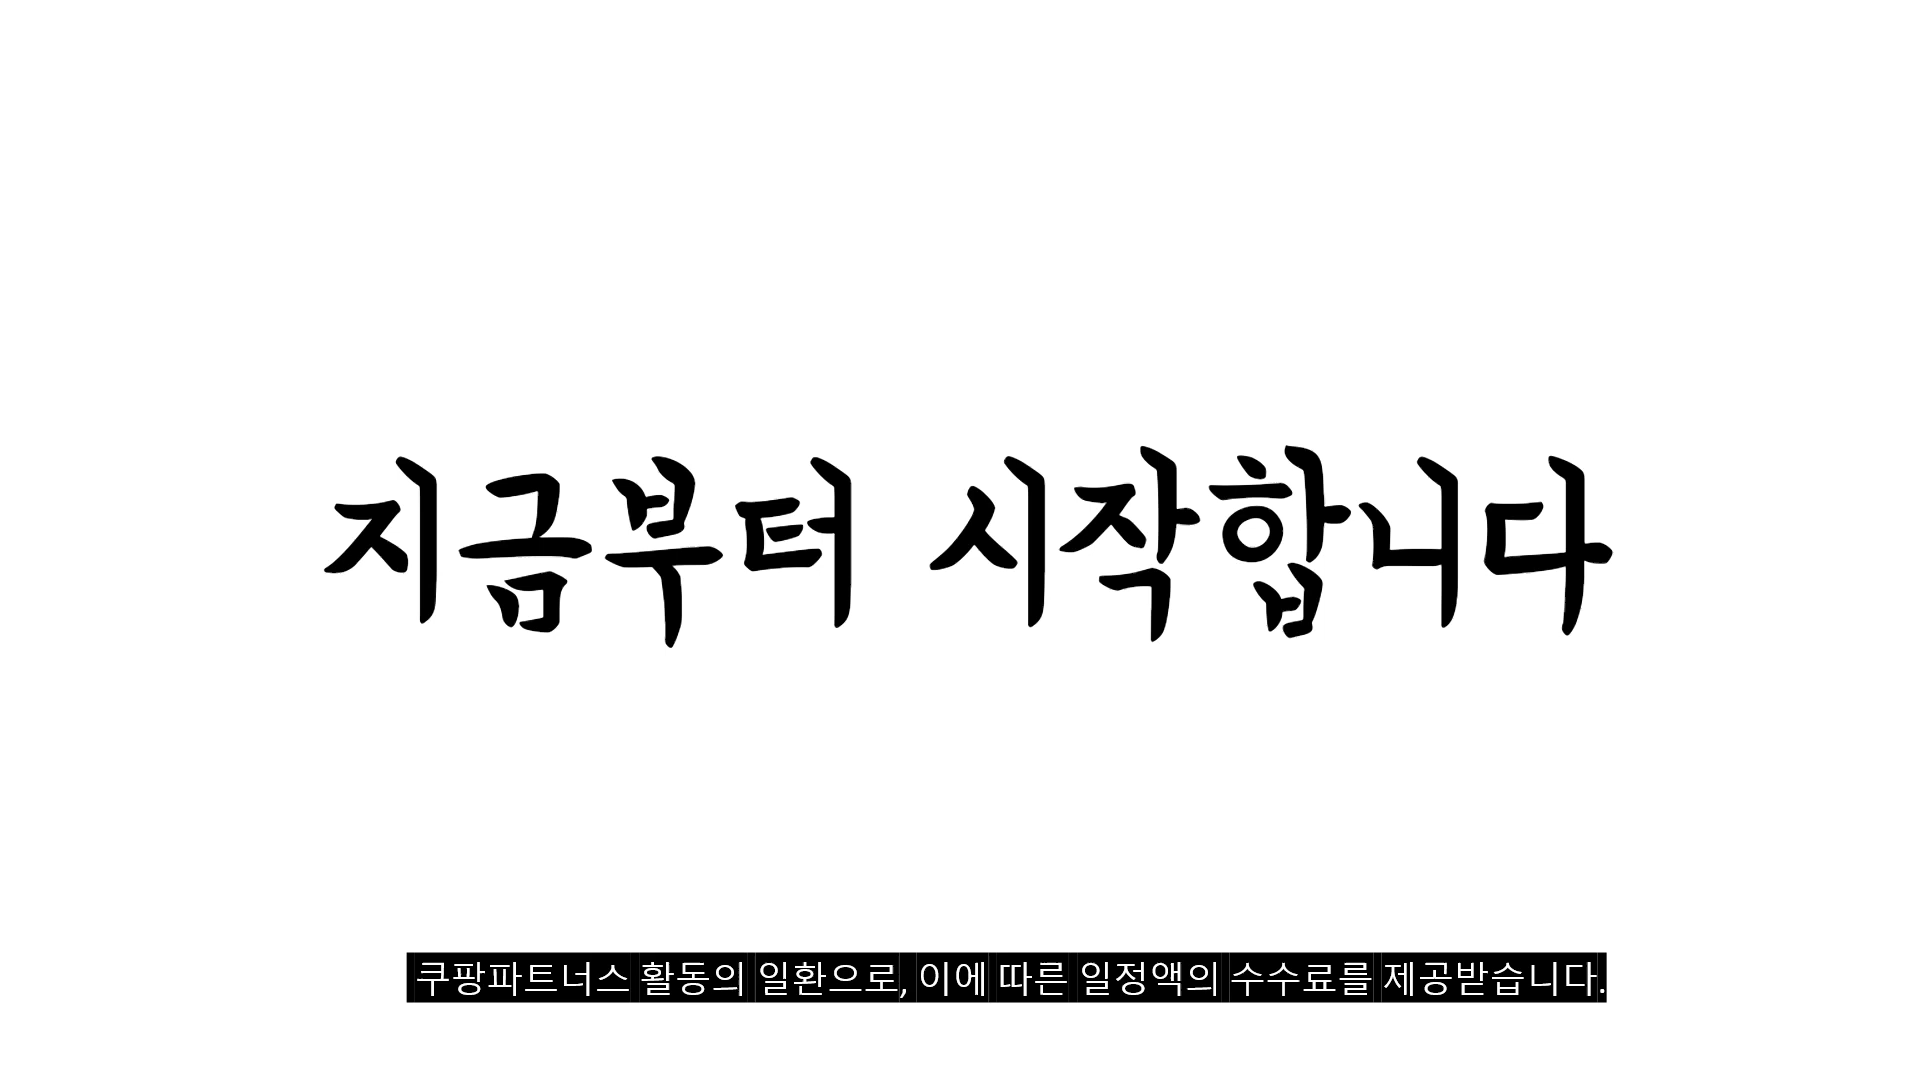 지금부터 시작합니다
쿠팡파트너스 활동의 일환으로, 이에 따른 일정액의 수수료를 제공받습니다.